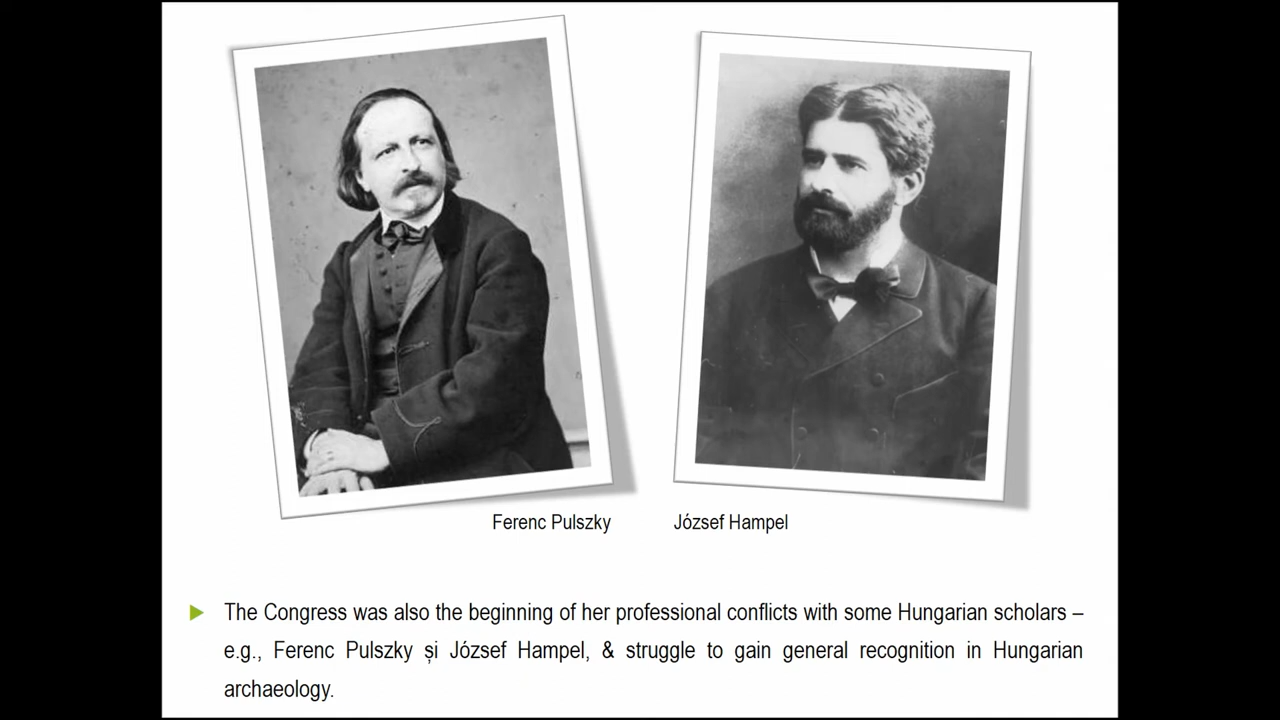 Ferenc Pulszky
József Hampel
The Congress was also the beginning of her professional conflicts with some Hungarian scholars –
e.g., Ferenc Pulszky și József Hampel, & struggle to gain general recognition in Hungarian
archaeology.